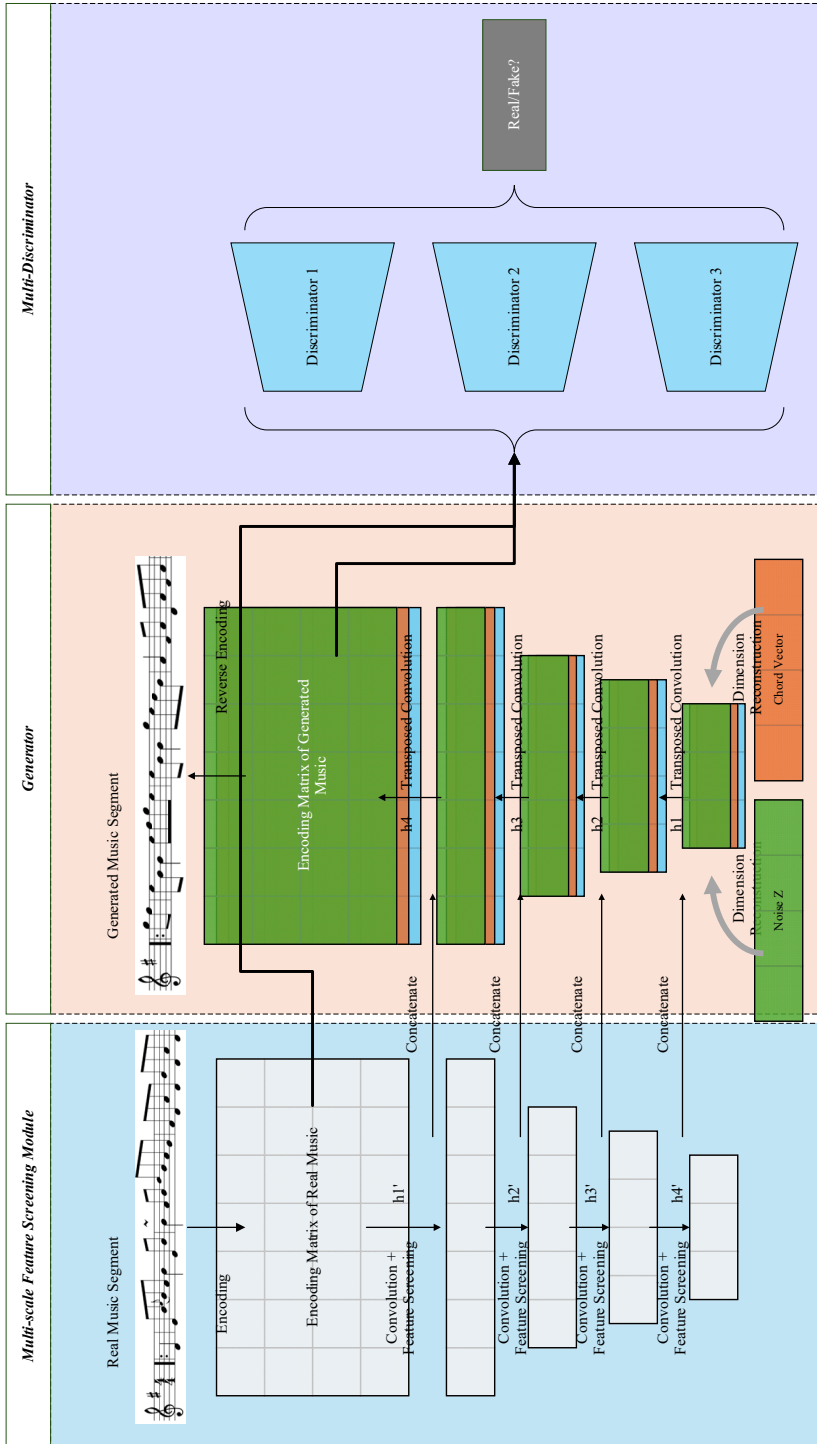 Multi-scale Feature Screening Module
Real Music Segment
Encoding
Encoding Matrix of Real Music
h1'
Convolution +
Feature Screening
h2'
Convolution +
Feature Screening
h3'
Convolution +
Feature Screening
h4'
Convolution +
Feature Screening
Concatenate
Concatenate
Concatenate
Concatenate
Generator
Generated Music Segment
Reverse Encoding
Encoding Matrix of Generated
Music
h4
Transposed Convolution
h3
Transposed Convolution
h2
Transposed Convolution
h1
Transposed Convolution
Dimension
Reconstruction
Noise Z
Dimension
Reconstruction
Chord Vector
Multi-Discriminator
Discriminator 1
Discriminator 2
Discriminator 3
Real/Fake?